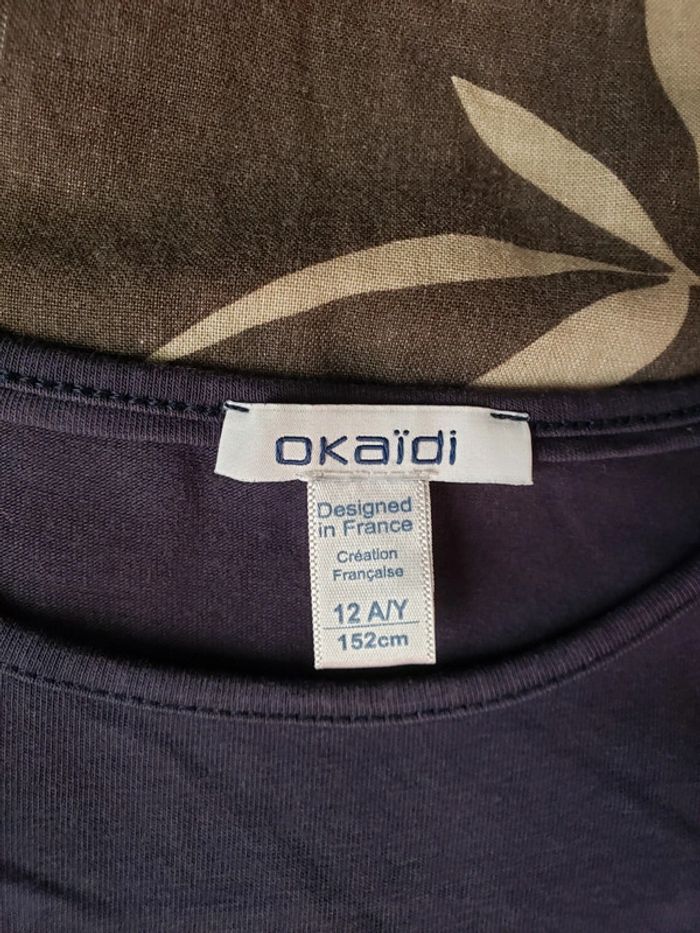 okaïdi
Designed
in France
Création
Française
12 A/Y
152cm